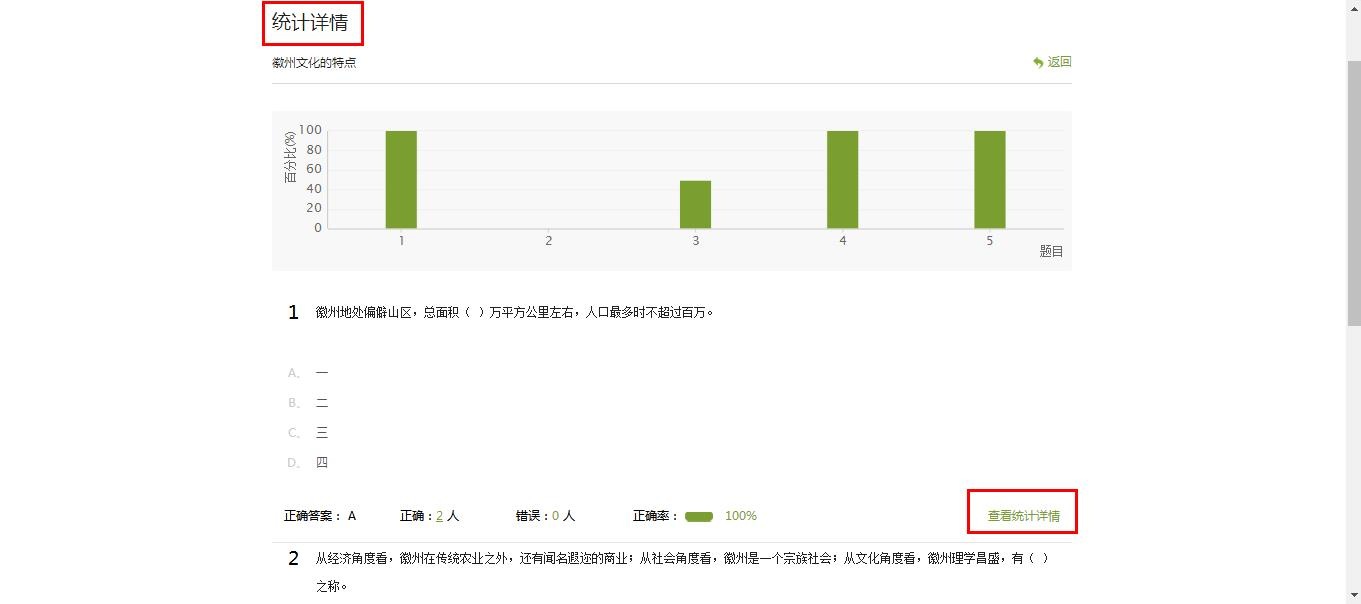 统计详情
徽州文化的特点
返回
百分比(%)
100
80
60
40
20
0
1 2 3 4 5
题目
1 徽州地处偏僻山区，总面积（ ）万平方公里左右，人口最多时不超过百万。
A、 一
B、 二
C、 三
D、 四
正确答案： A 正确：2 人 错误：0 人 正确率： 100% 查看统计详情
2 从经济角度看，徽州在传统农业之外，还有闻名遐迩的商业；从社会角度看，徽州是一个宗族社会；从文化角度看，徽州理学昌盛，有（ ）
之称。